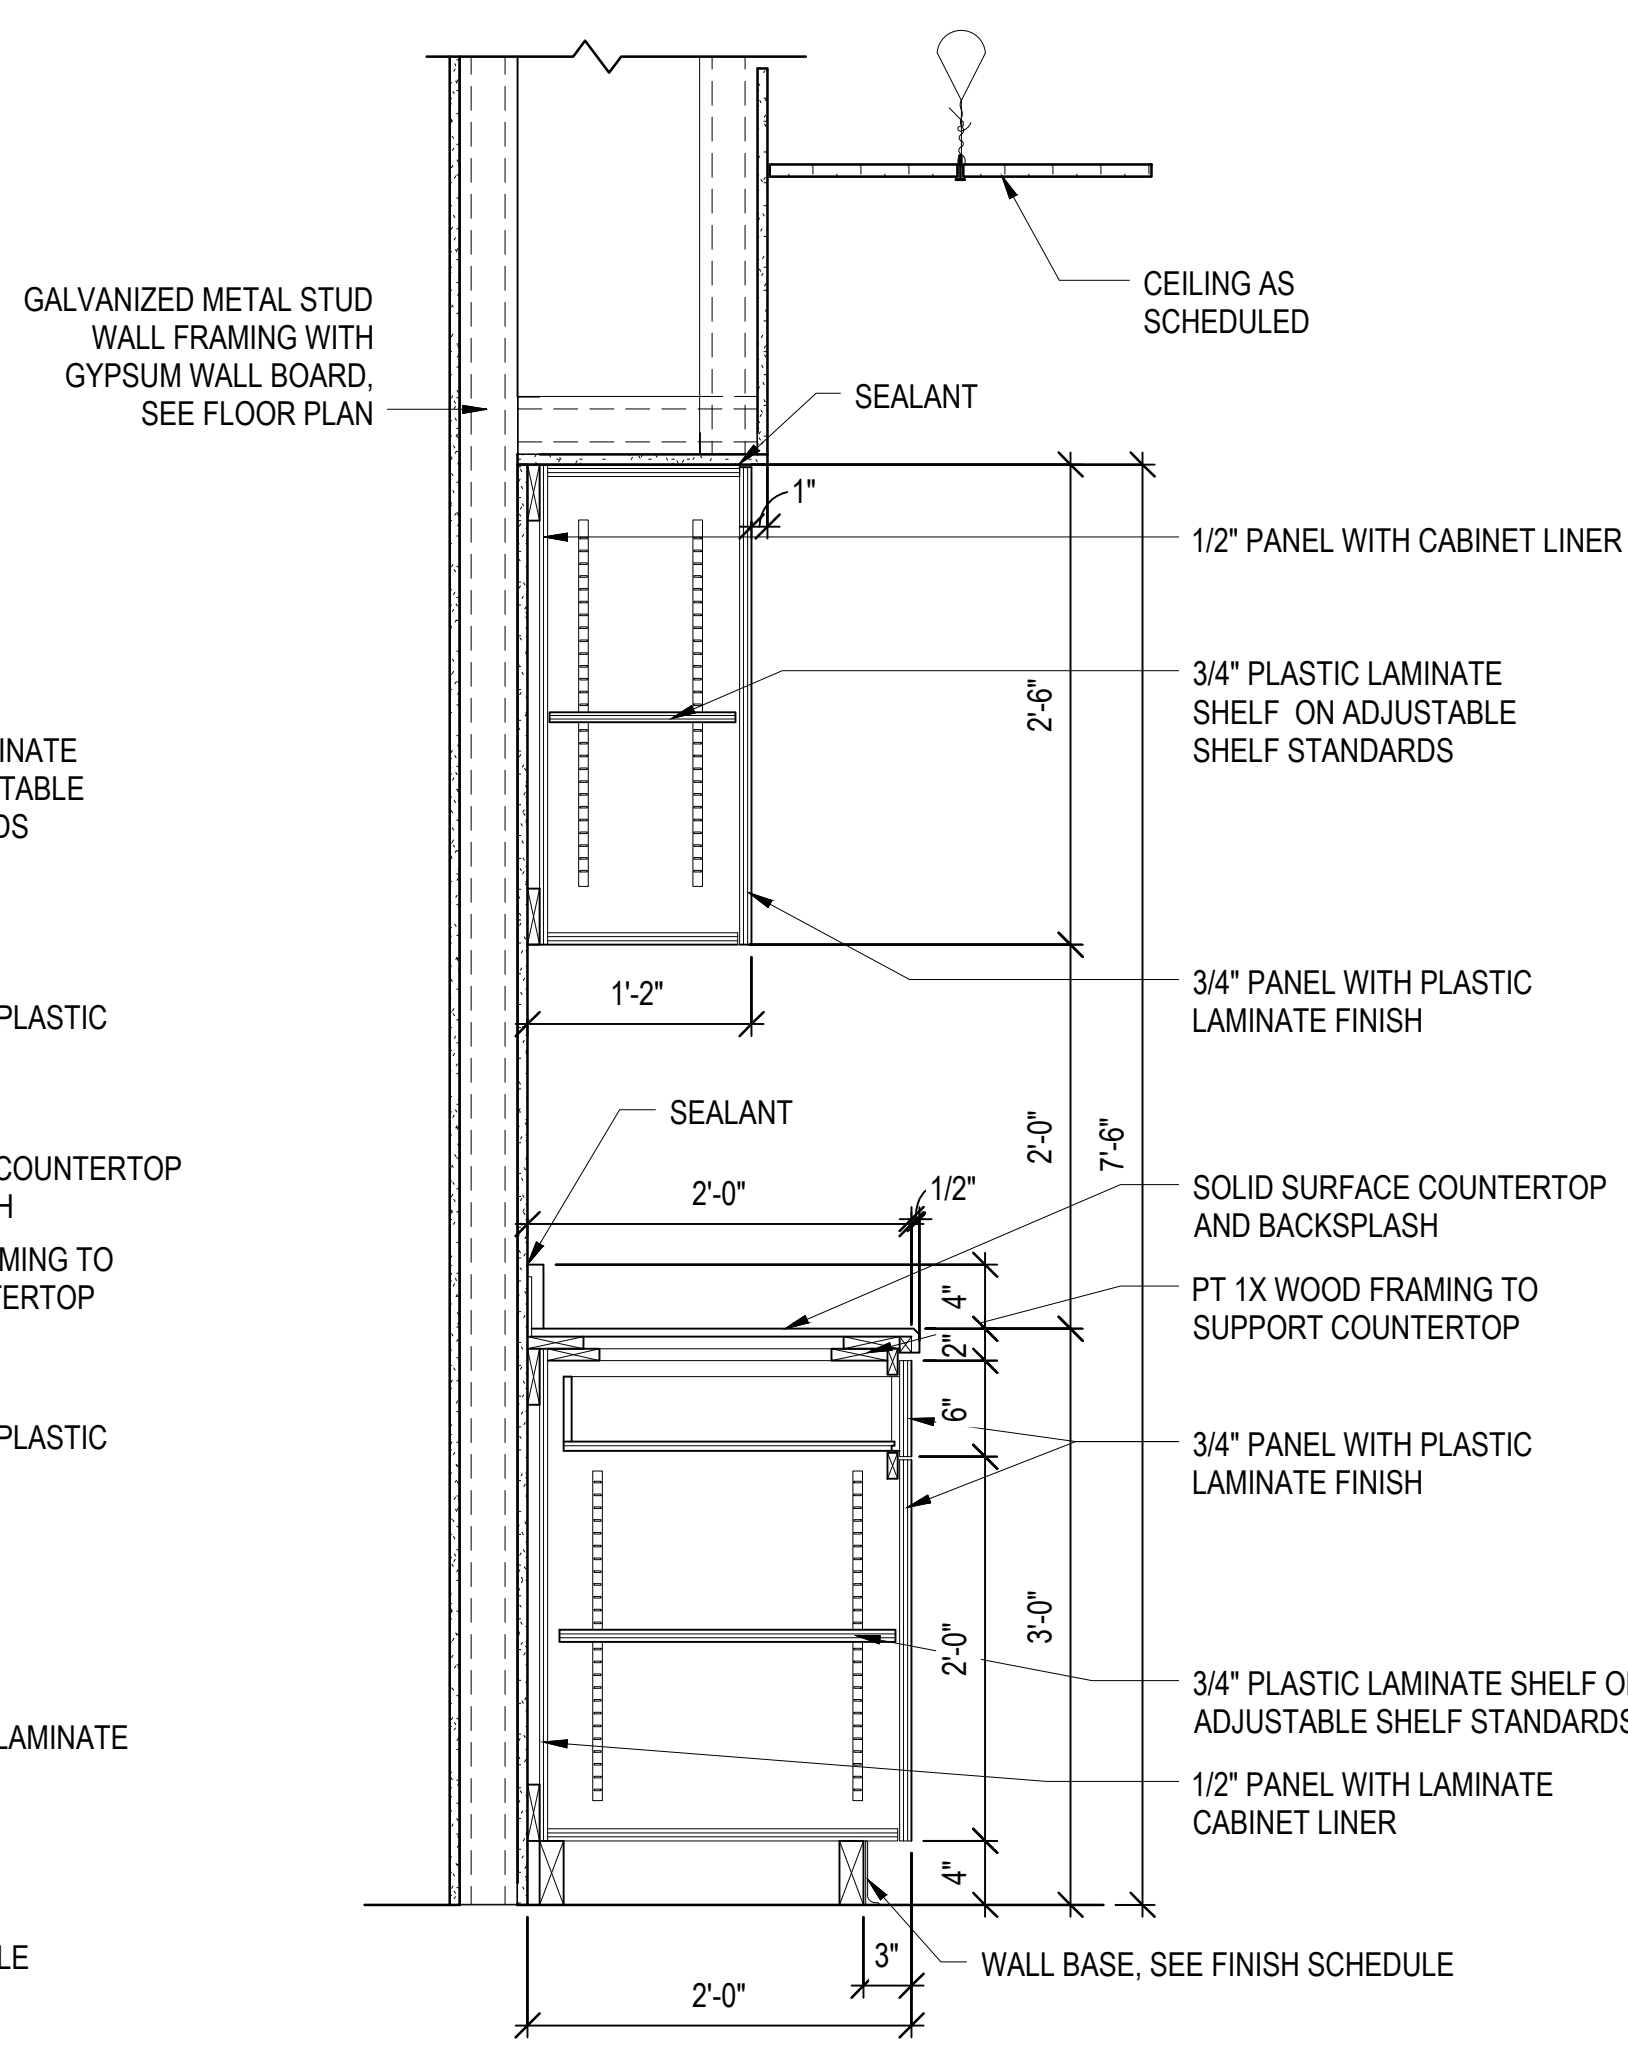 GALVANIZED METAL STUD
WALL FRAMING WITH
GYPSUM WALL BOARD,
SEE FLOOR PLAN
CEILING AS
SCHEDULED
SEALANT
1"
1/2" PANEL WITH CABINET LINER
3/4" PLASTIC LAMINATE
SHELF ON ADJUSTABLE
SHELF STANDARDS
2'-6"
INATE
TABLE
DS
3/4" PANEL WITH PLASTIC
LAMINATE FINISH
1'-2"
PLASTIC
SEALANT
2'-0"
7'-6"
2'-0"
1/2"
SOLID SURFACE COUNTERTOP
AND BACKSPLASH
COUNTERTOP
H
PT 1X WOOD FRAMING TO
SUPPORT COUNTERTOP
MING TO
TERTOP
4"
2"
6"
3/4" PANEL WITH PLASTIC
LAMINATE FINISH
PLASTIC
2'-0"
3'-0"
3/4" PLASTIC LAMINATE SHELF O
ADJUSTABLE SHELF STANDARDS
LAMINATE
1/2" PANEL WITH LAMINATE
CABINET LINER
4"
3"
WALL BASE, SEE FINISH SCHEDULE
LE
2'-0"